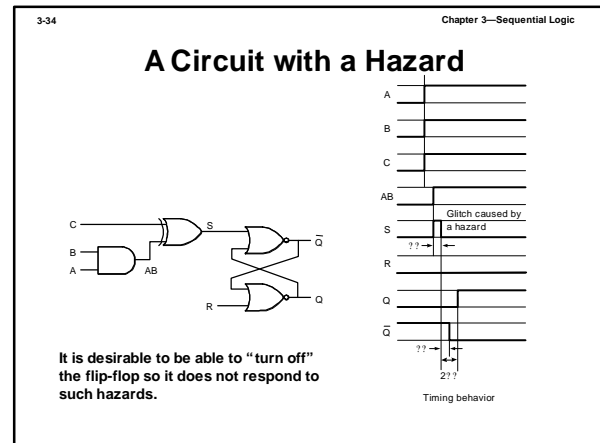 3-34
Chapter 3—Sequential Logic
A Circuit with a Hazard
A
B
C
AB
Glitch caused by
a hazard
S
??
R
Q
Q̅
??
2??
Timing behavior
C
S
B
A
AB
Q̅
R
Q
It is desirable to be able to “turn off”
the flip-flop so it does not respond to
such hazards.